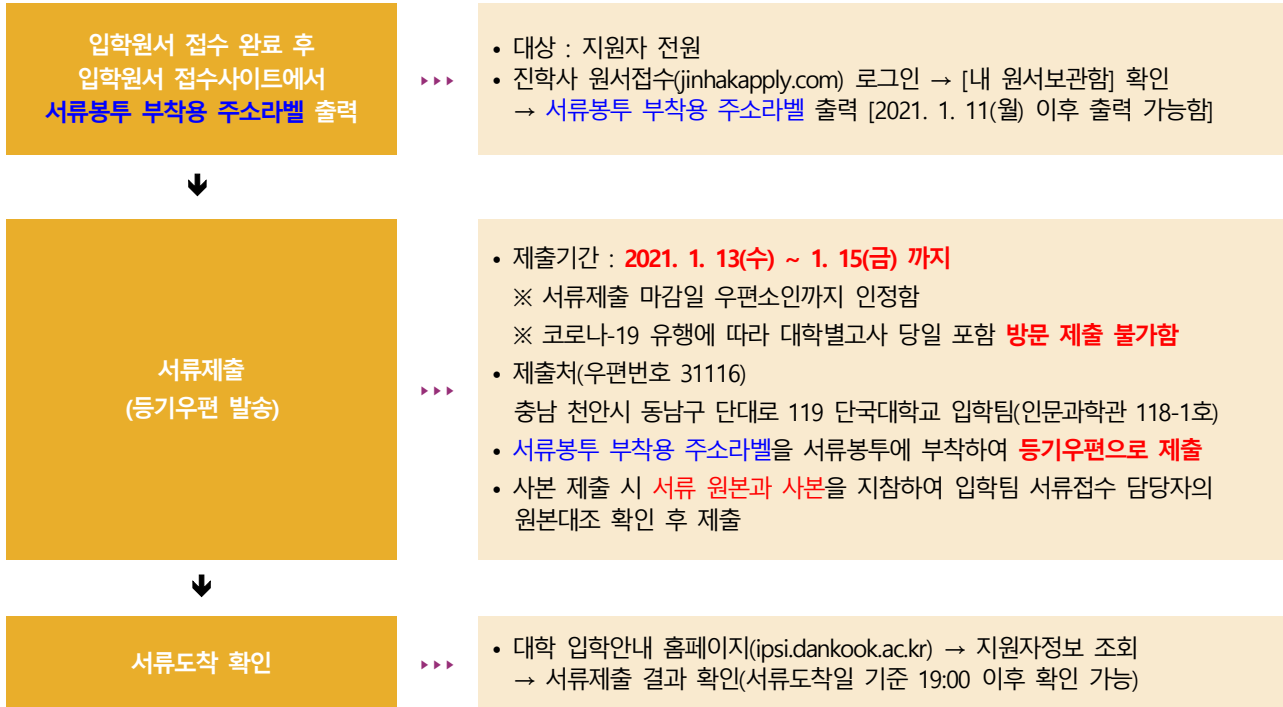 입학원서 접수 완료 후
입학원서 접수사이트에서
서류봉투 부착용 주소라벨 출력
▸▸▸
• 대상 : 지원자 전원
• 진학사 원서접수(jinhakapply.com) 로그인 → [내 원서보관함] 확인
→ 서류봉투 부착용 주소라벨 출력 [2021. 1. 11(월) 이후 출력 가능함]
서류제출
(등기우편 발송)
▸▸▸
• 제출기간 : 2021. 1. 13(수) ~ 1. 15(금) 까지
※ 서류제출 마감일 우편소인까지 인정함
※ 코로나-19 유행에 따라 대학별고사 당일 포함 방문 제출 불가함
• 제출처(우편번호 31116)
충남 천안시 동남구 단대로 119 단국대학교 입학팀(인문과학관 118-1호)
• 서류봉투 부착용 주소라벨을 서류봉투에 부착하여 등기우편으로 제출
• 사본 제출 시 서류 원본과 사본을 지참하여 입학팀 서류접수 담당자의
원본대조 확인 후 제출
서류도착 확인
▸▸▸
• 대학 입학안내 홈페이지(ipsi.dankook.ac.kr) → 지원자정보 조회
→ 서류제출 결과 확인(서류도착일 기준 19:00 이후 확인 가능)